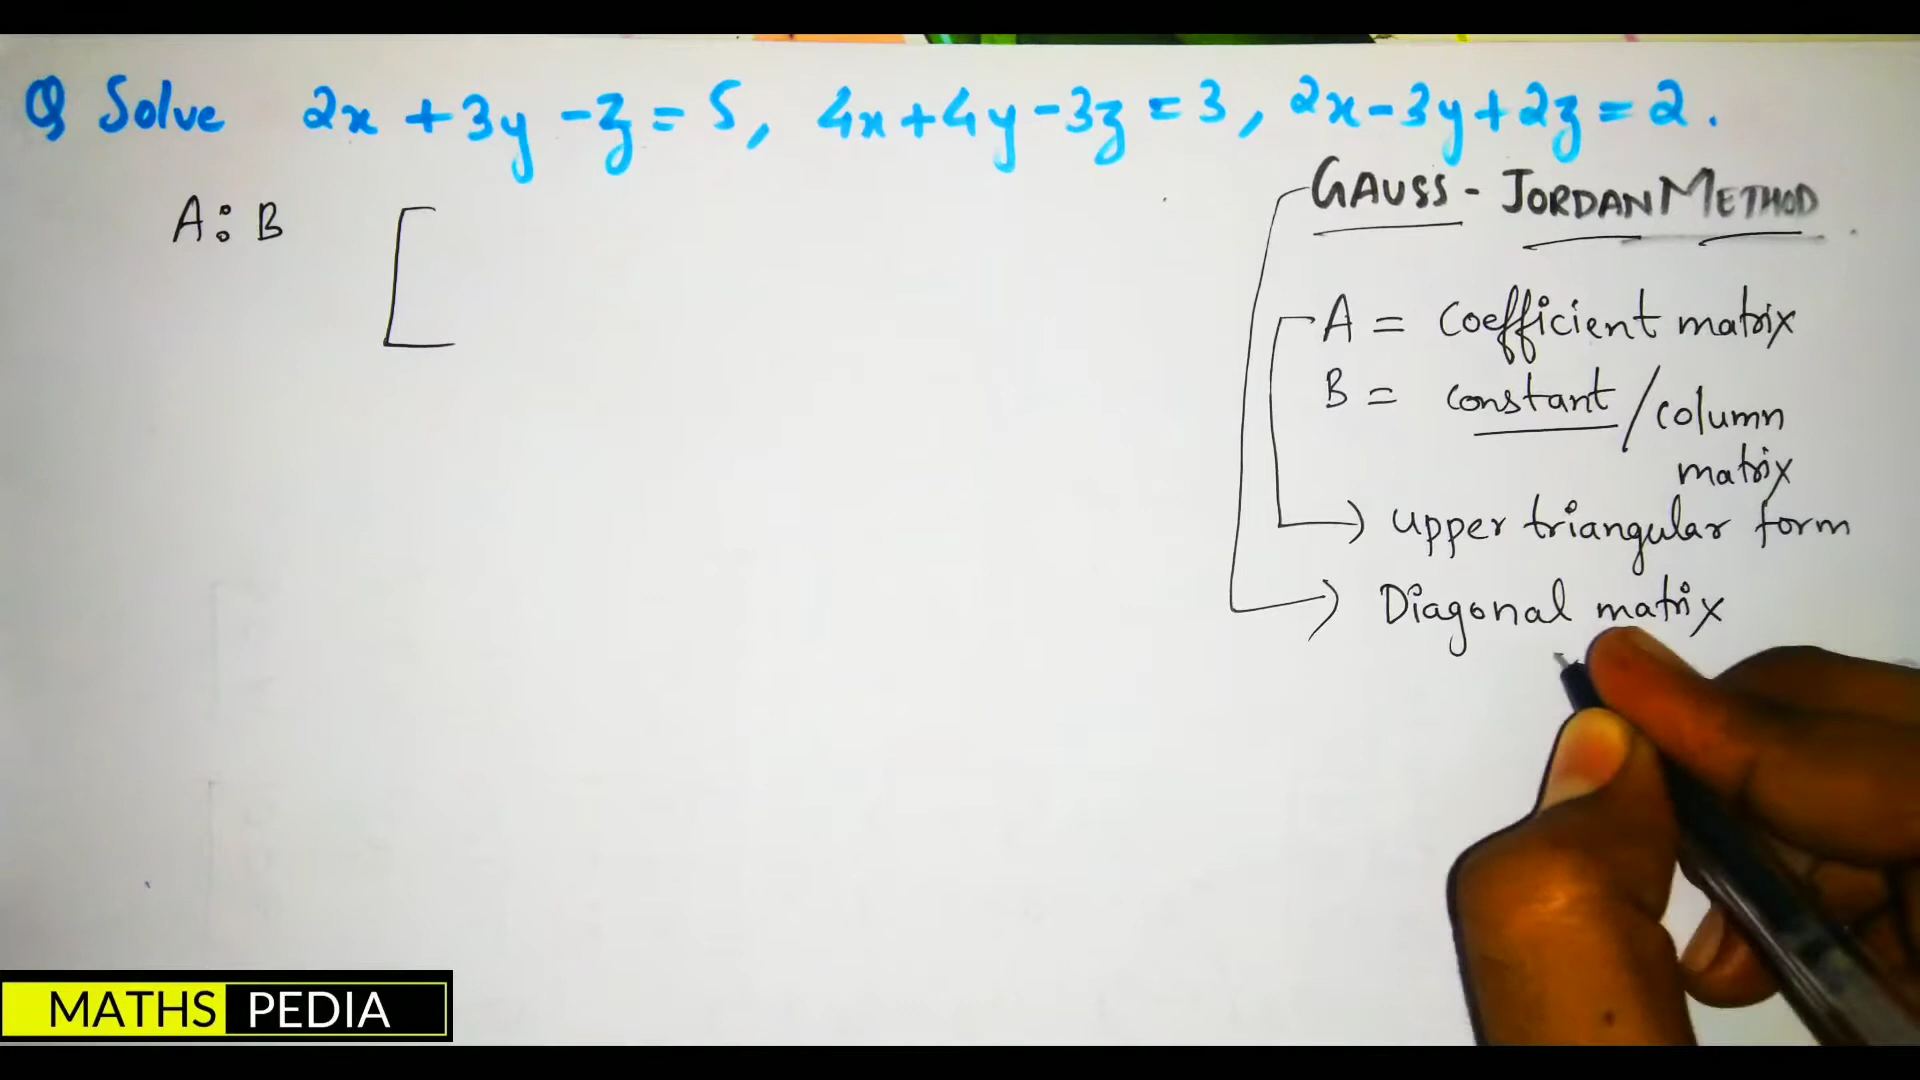 Q Solve 2x + 3y - z = 5, 4x + 4y - 3z = 3, 2x - 3y + 2z = 2.
GAUSS - JORDAN METHOD
A : B [
A = coefficient matrix
B = constant / column
matrix
upper triangular form
Diagonal matrix
MATHS PEDIA